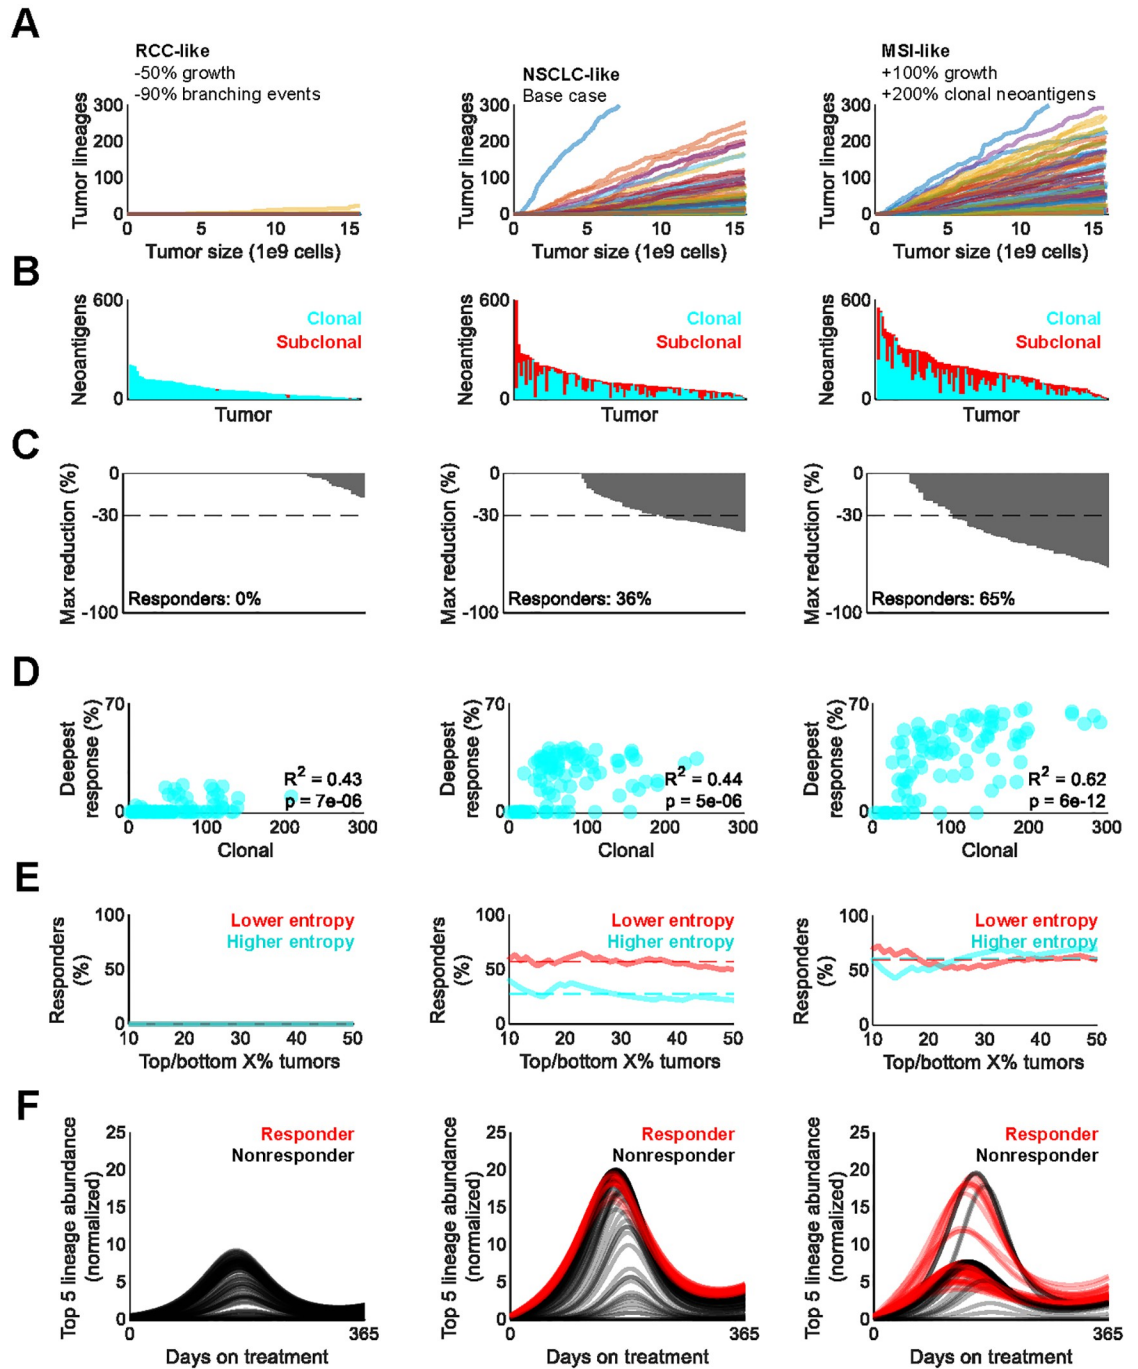 A
RCC-like
-50% growth
-90% branching events
300
200
100
0
Tumor lineages
0 5 10 15
Tumor size (1e9 cells)
NSCLC-like
Base case
300
200
100
0
Tumor lineages
0 5 10 15
Tumor size (1e9 cells)
MSI-like
+100% growth
+200% clonal neoantigens
300
200
100
0
Tumor lineages
0 5 10 15
Tumor size (1e9 cells)
B
600
0
Neoantigens
Clonal
Subclonal
Tumor
600
0
Neoantigens
Clonal
Subclonal
Tumor
600
0
Neoantigens
Clonal
Subclonal
Tumor
C
0
-30
-100
Max reduction (%)
Responders: 0%
0
-30
-100
Max reduction (%)
Responders: 36%
0
-30
-100
Max reduction (%)
Responders: 65%
D
70
0
Deepest
response (%)
R2 = 0.43
p = 7e-06
0 100 200 300
Clonal
70
0
Deepest
response (%)
R2 = 0.44
p = 5e-06
0 100 200 300
Clonal
70
0
Deepest
response (%)
R2 = 0.62
p = 6e-12
0 100 200 300
Clonal
E
100
50
0
Responders
(%)
Lower entropy
Higher entropy
10 20 30 40 50
Top/bottom X% tumors
100
50
0
Responders
(%)
Lower entropy
Higher entropy
10 20 30 40 50
Top/bottom X% tumors
100
50
0
Responders
(%)
Lower entropy
Higher entropy
10 20 30 40 50
Top/bottom X% tumors
F
25
20
15
10
5
0
Top 5 lineage abundance
(normalized)
Responder
Nonresponder
0 365
Days on treatment
25
20
15
10
5
0
Top 5 lineage abundance
(normalized)
Responder
Nonresponder
0 365
Days on treatment
25
20
15
10
5
0
Top 5 lineage abundance
(normalized)
Responder
Nonresponder
0 365
Days on treatment